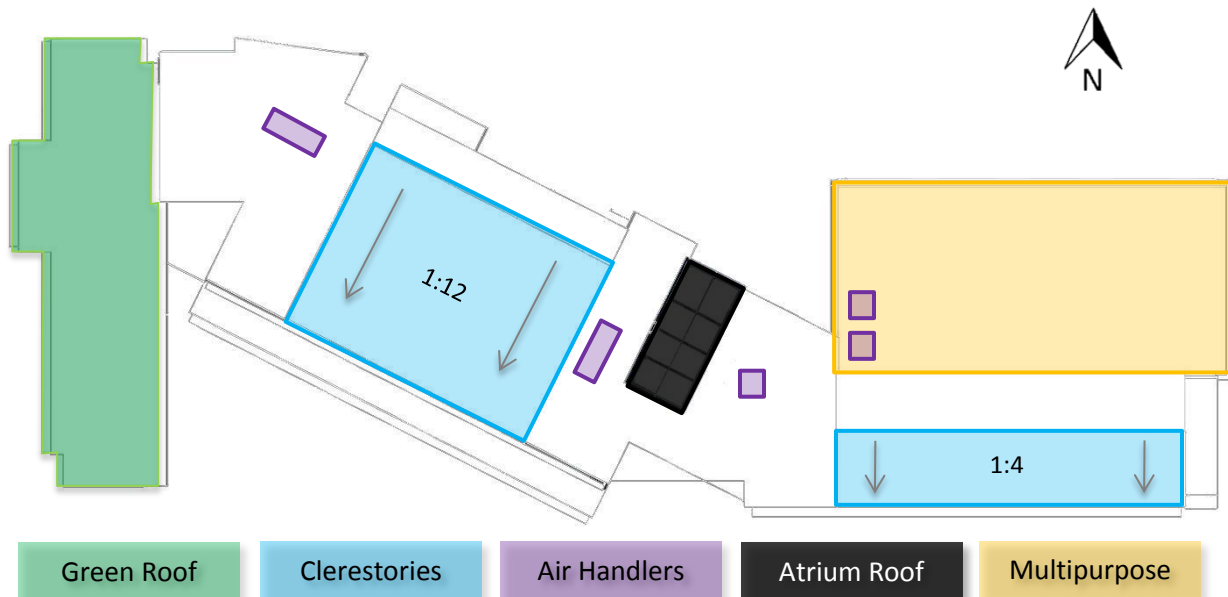 N
1:12
1:4
Green Roof
Clerestories
Air Handlers
Atrium Roof
Multipurpose